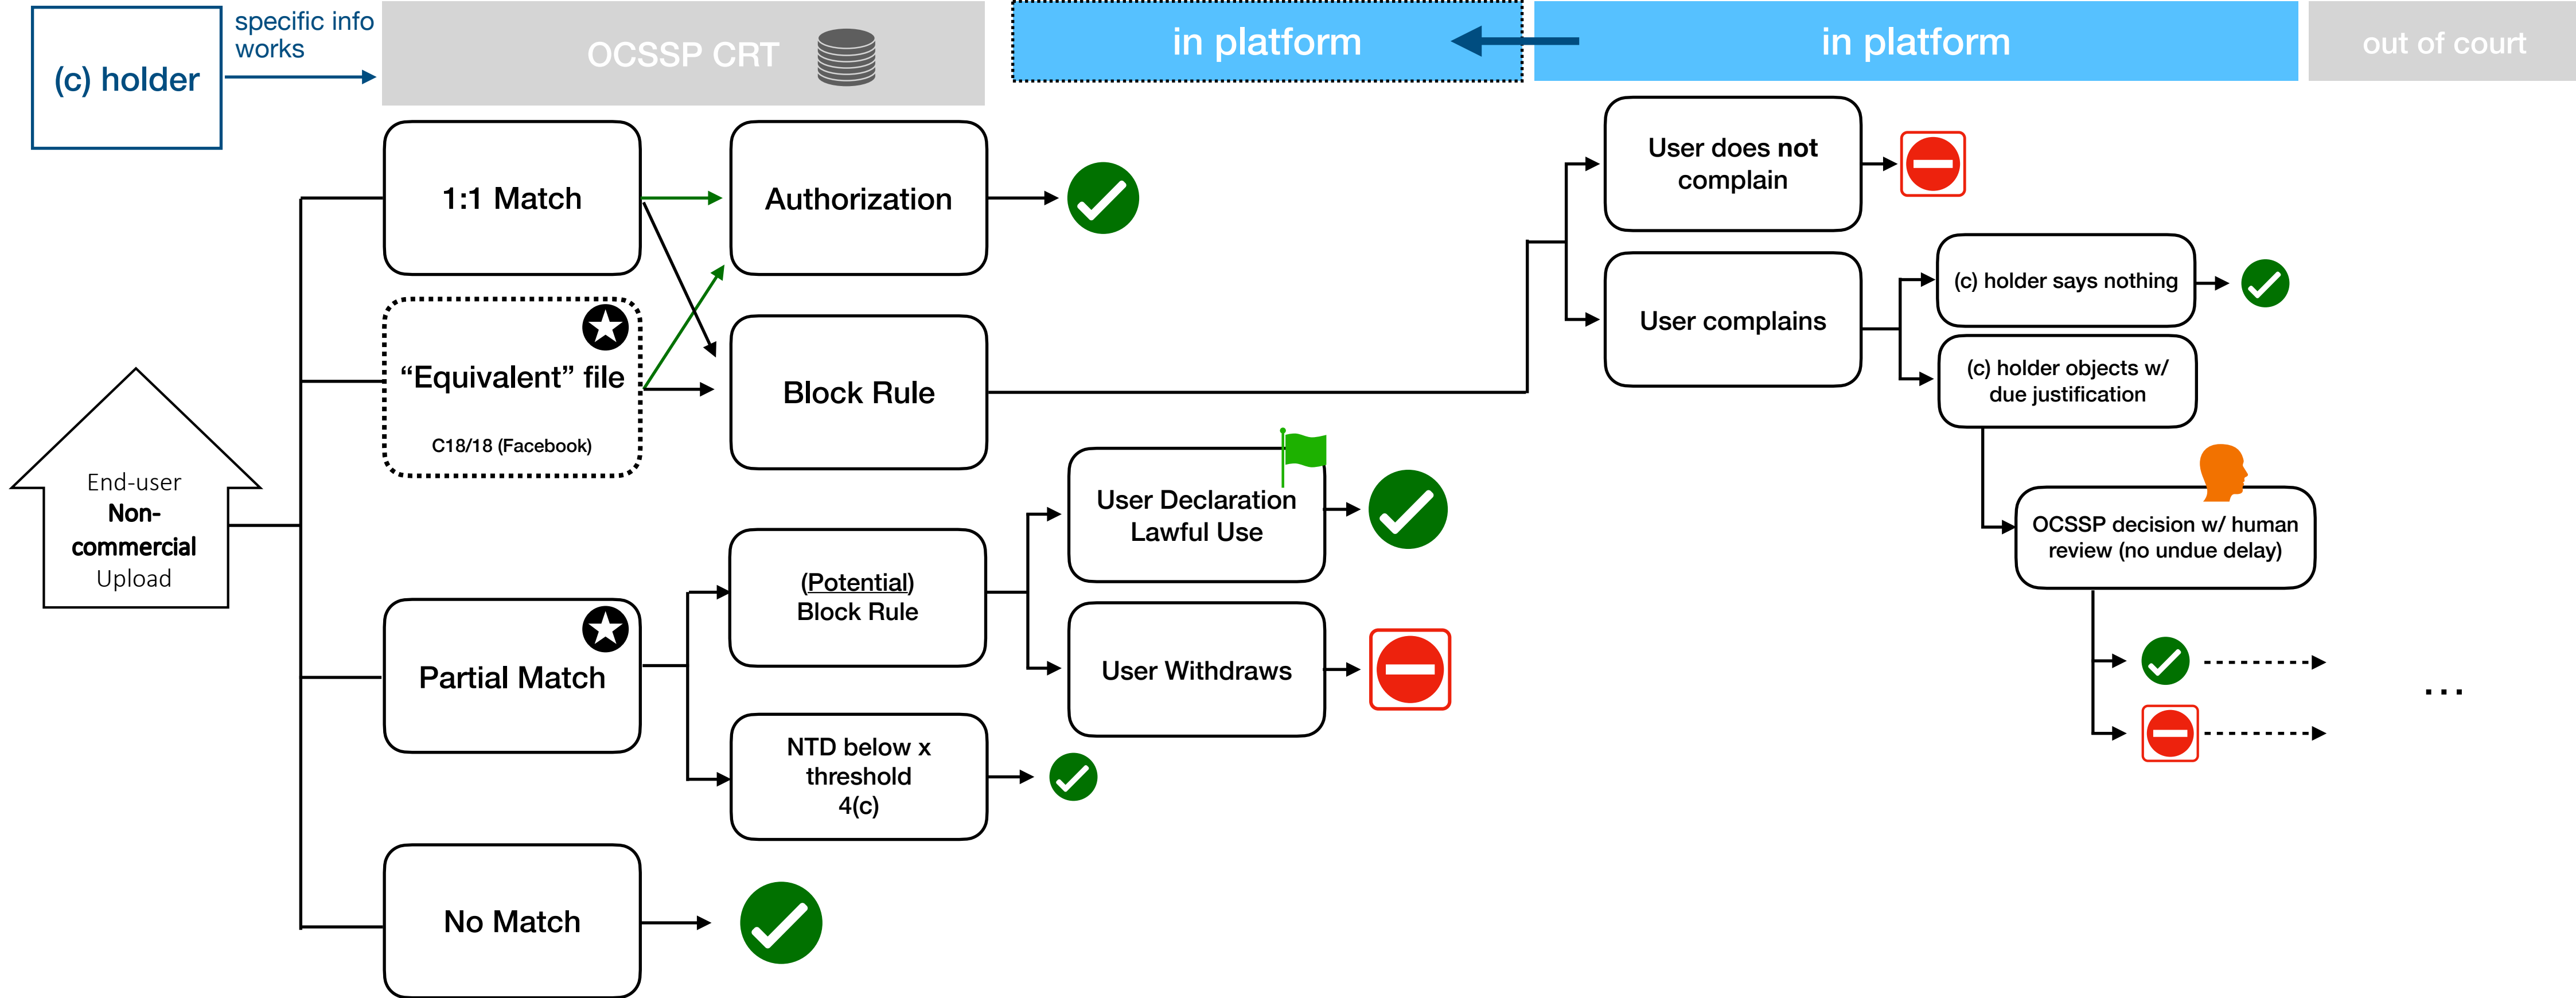 (c) holder
specific info
works
OCSSP CRT
in platform
in platform
out of court
1:1 Match
Authorization
User does not
complain
(c) holder says nothing
"Equivalent" file
C18/18 (Facebook)
Block Rule
User complains
(c) holder objects w/
due justification
End-user
Non-
commercial
Upload
User Declaration
Lawful Use
OCSSP decision w/ human
review (no undue delay)
Partial Match
(Potential)
Block Rule
User Withdraws
NTD below x
threshold
4(c)
...
No Match